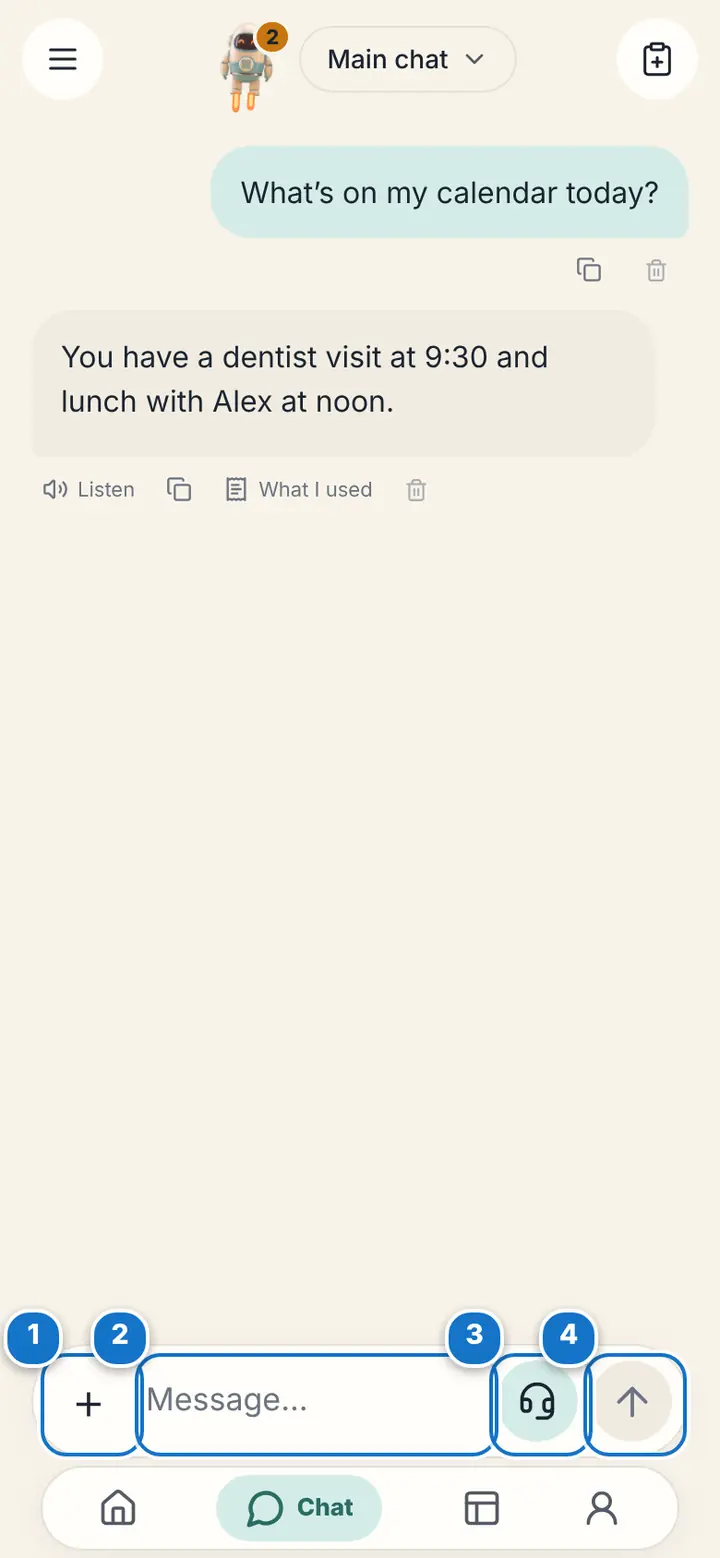 2
Main chat
What’s on my calendar today?
You have a dentist visit at 9:30 and
lunch with Alex at noon.
Listen
What I used
1
2
3
4
Message...
Chat